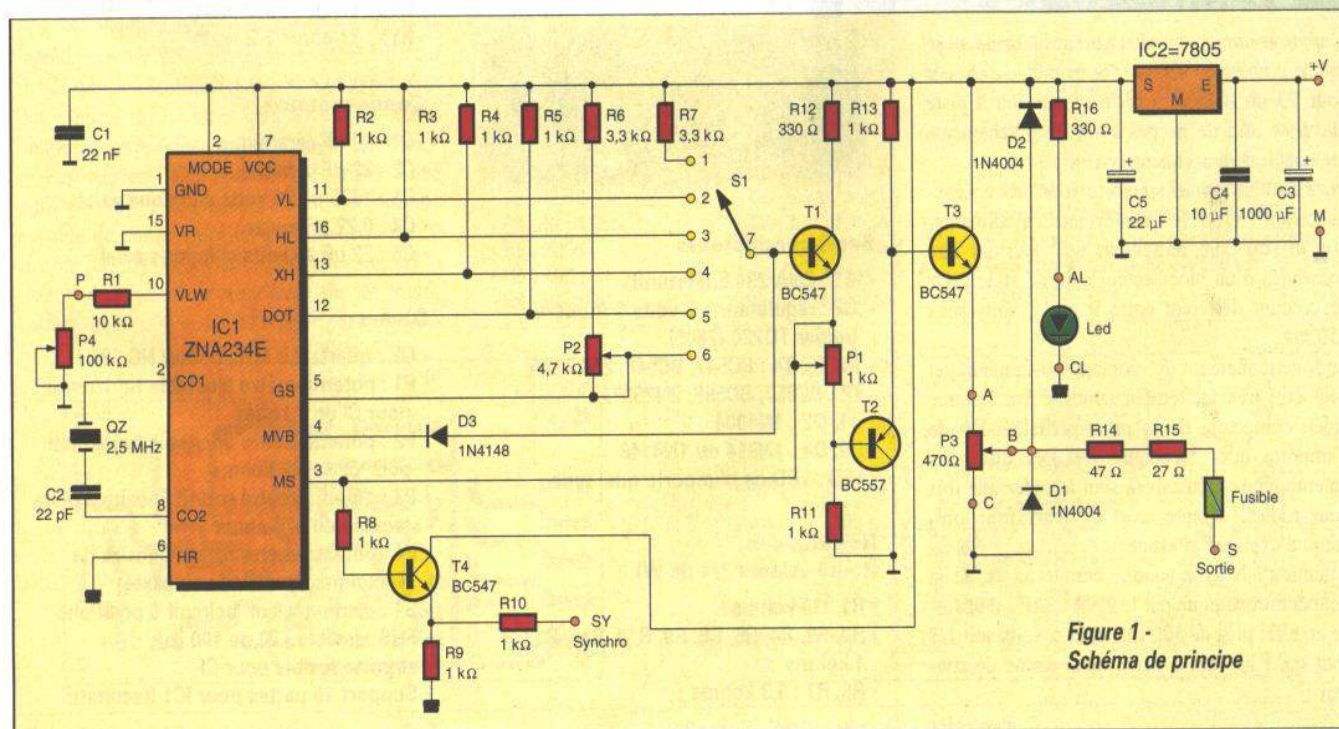 IC2=7805
+V
S
E
M
C1
22 nF
2
7
MODE
VCC
R2
1 kΩ
R3
1 kΩ
R4
1 kΩ
R5
1 kΩ
R6
3,3 kΩ
R7
3,3 kΩ
R12
330 Ω
R13
1 kΩ
D2
1N4004
R16
330 Ω
C5
22 µF
C4
10 µF
C3
1000 µF
M
1
GND
15
VR
P
R1
10 kΩ
10
VLW
P4
100 kΩ
2
CO1
QZ
2,5 MHz
C2
22 pF
8
CO2
6
HR
IC1
ZNA234E
11
VL
16
HL
13
XH
12
DOT
5
GS
4
MVB
3
MS
1
2
3
4
5
6
S1
7
P2
4,7 kΩ
D3
1N4148
R8
1 kΩ
T4
BC547
R9
1 kΩ
R10
1 kΩ
SY
Synchro
T1
BC547
P1
1 kΩ
T2
BC557
R11
1 kΩ
T3
BC547
A
P3
470Ω
B
C
D1
1N4004
R14
47 Ω
R15
27 Ω
AL
Led
CL
Fusible
S
Sortie
Figure 1 -
Schéma de principe